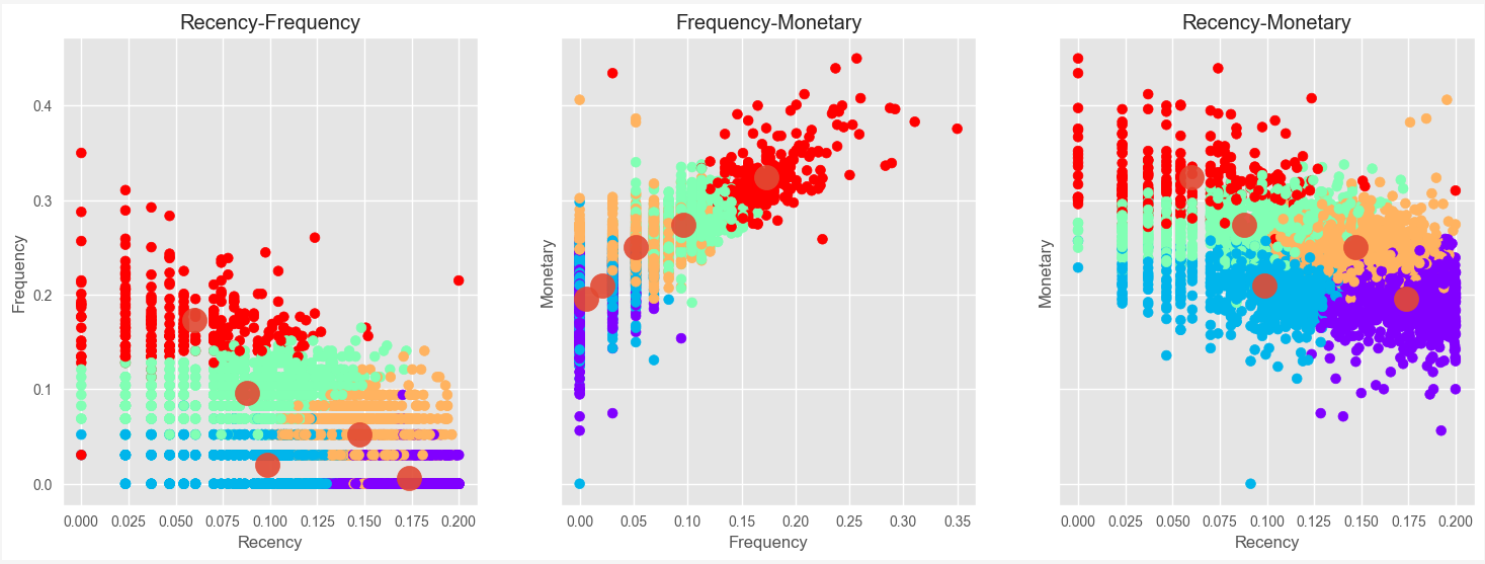 Recency-Frequency
Frequency
0.4
0.3
0.2
0.1
0.0
0.000 0.025 0.050 0.075 0.100 0.125 0.150 0.175 0.200
Recency
Frequency-Monetary
Monetary
0.00 0.05 0.10 0.15 0.20 0.25 0.30 0.35
Frequency
Recency-Monetary
Monetary
0.000 0.025 0.050 0.075 0.100 0.125 0.150 0.175 0.200
Recency